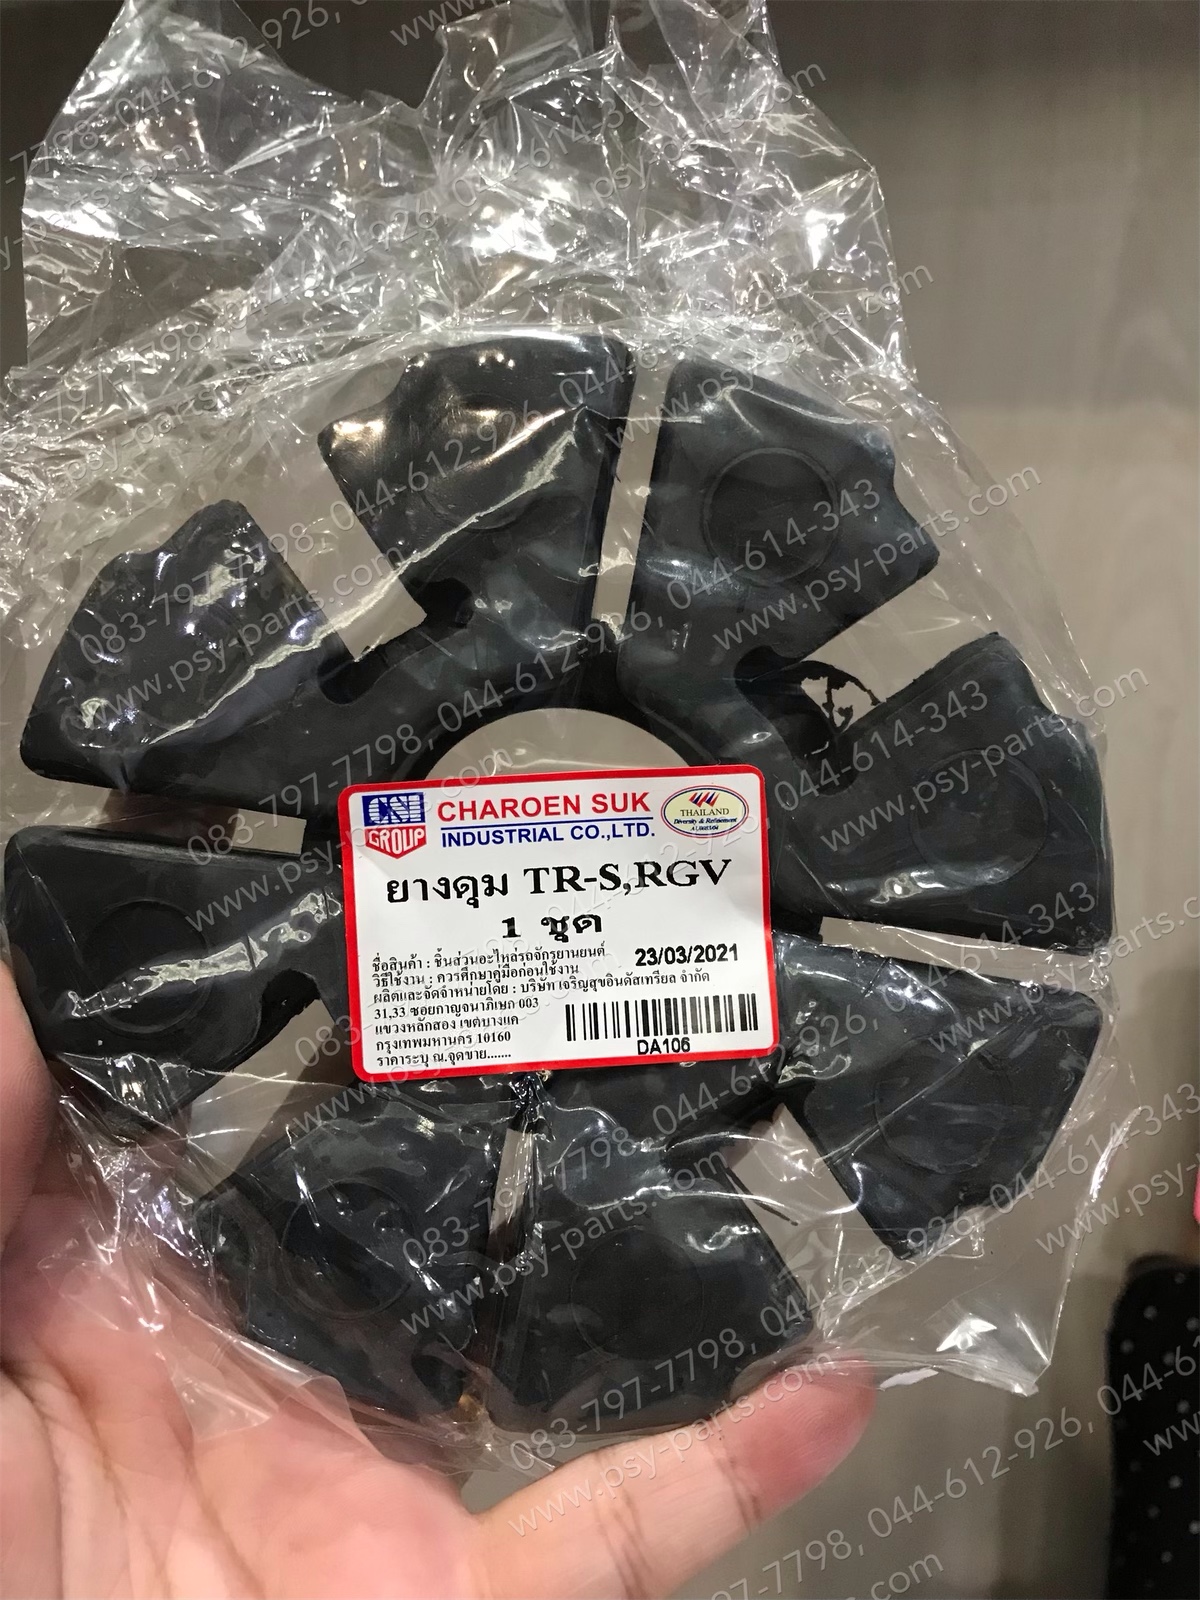 CSI
GROUP
CHAROEN SUK
INDUSTRIAL CO.,LTD.
THAILAND
Diversity & Refinement
ยางดุม TR-S,RGV
1 ชุด
ชื่อสินค้า : ชิ้นส่วนอะไหล่รถจักรยานยนต์
23/03/2021
วิธีใช้งาน : ควรศึกษาคู่มือก่อนใช้งาน
ผลิตและจัดจำหน่ายโดย : บริษัท เจริญสุขอินดัสเทรียล จำกัด
31,33 ซอยกาญจนาภิเษก 003
แขวงหลักสอง เขตบางแค
กรุงเทพมหานคร 10160
ราคาระบุ ณ.จุดขาย.......
DA106
083-797-7798, 044-612-926, 044-614-343
www.psy-parts.com